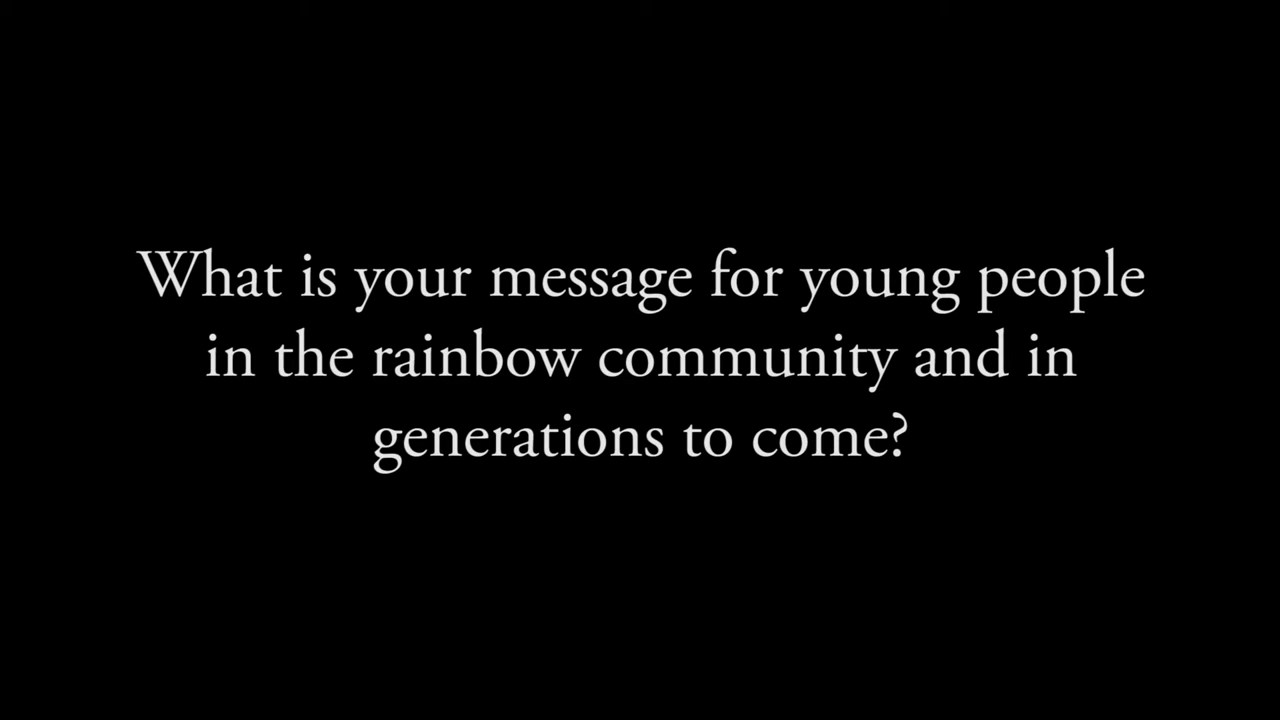 What is your message for young people
in the rainbow community and in
generations to come?